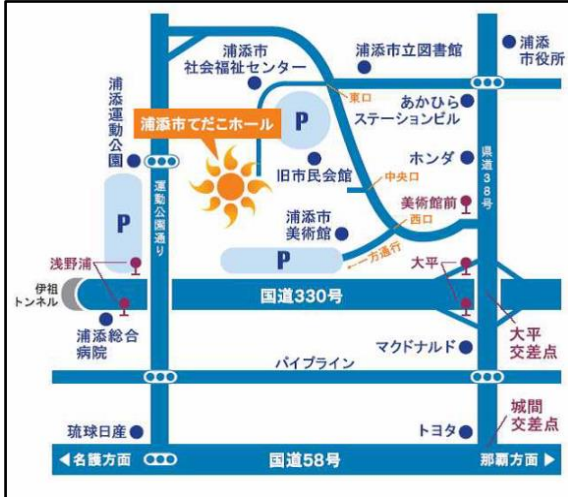 浦添市
社会福祉センター
浦添市立図書館
浦添
市役所
浦添運動公園
P
東口
あかひら
ステーションビル
浦添市てだこホール
P
旧市民会館
ホンダ
県道38号
中央口
運動公園通り
美術館前
浦添市
美術館
西口
P
←一方通行
浅野浦
大平
伊祖
トンネル
国道330号
浦添総合
病院
マクドナルド
大平
交差点
パイプライン
城間
交差点
琉球日産
トヨタ
◀名護方面
国道58号
那覇方面▶